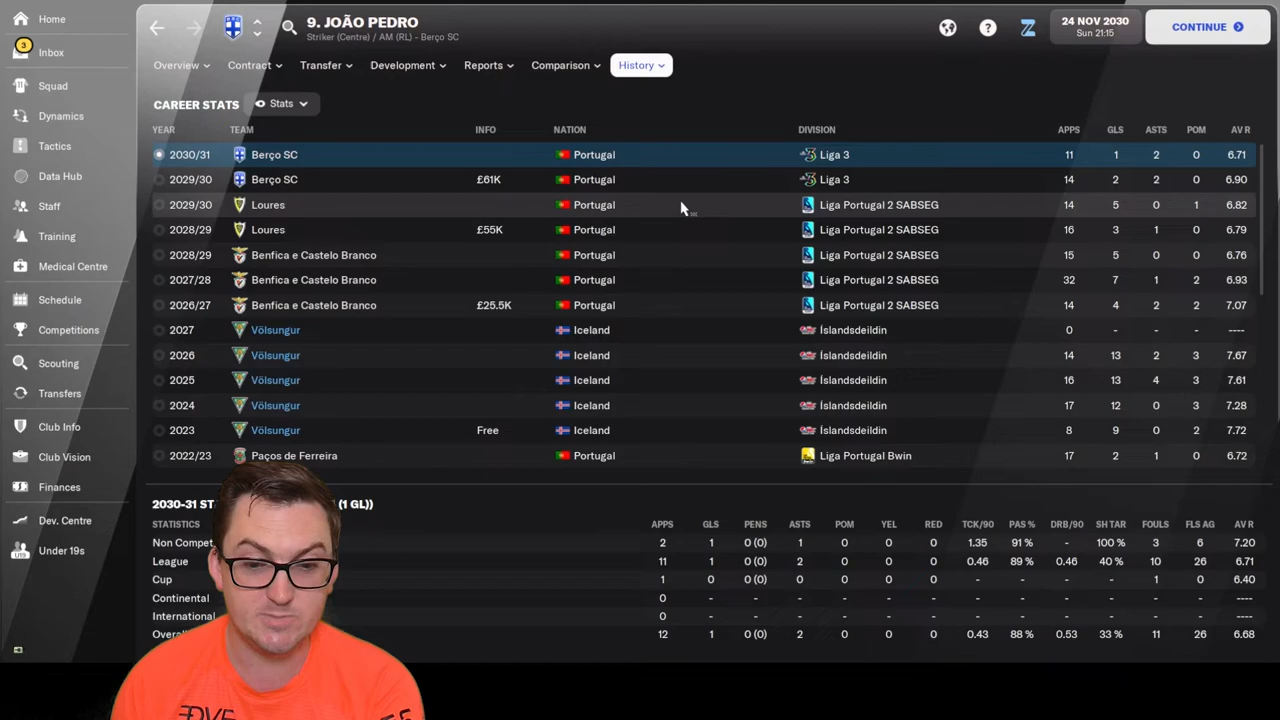 Home
9. JOÃO PEDRO
Striker (Centre) / AM (RL) - Berço SC
24 NOV 2030
Sun 21:15
CONTINUE
3
Inbox
Overview Contract Transfer Development Reports Comparison History
Squad
Dynamics
Tactics
Data Hub
Staff
Training
Medical Centre
Schedule
Competitions
Scouting
Transfers
Club Info
Club Vision
Finances
Dev. Centre
Under 19s
CAREER STATS Stats
YEAR TEAM INFO NATION DIVISION APPS GLS ASTS POM AV R
2030/31 Berço SC Portugal Liga 3 11 1 2 0 6.71
2029/30 Berço SC £61K Portugal Liga 3 14 2 2 0 6.90
2029/30 Loures Portugal Liga Portugal 2 SABSEG 14 5 0 1 6.82
2028/29 Loures £55K Portugal Liga Portugal 2 SABSEG 16 3 1 0 6.79
2028/29 Benfica e Castelo Branco Portugal Liga Portugal 2 SABSEG 15 5 0 0 6.76
2027/28 Benfica e Castelo Branco Portugal Liga Portugal 2 SABSEG 32 7 1 2 6.93
2026/27 Benfica e Castelo Branco £25.5K Portugal Liga Portugal 2 SABSEG 14 4 2 2 7.07
2027 Völsungur Iceland Íslandsdeildin 0 - - - ----
2026 Völsungur Iceland Íslandsdeildin 14 13 2 3 7.67
2025 Völsungur Iceland Íslandsdeildin 16 13 4 3 7.61
2024 Völsungur Iceland Íslandsdeildin 17 12 0 3 7.28
2023 Völsungur Free Iceland Íslandsdeildin 8 9 0 2 7.72
2022/23 Paços de Ferreira Portugal Liga Portugal Bwin 17 2 1 0 6.72
2030-31 ST (1 GL))
STATISTICS APPS GLS PENS ASTS POM YEL RED TCK/90 PAS % DRB/90 SH TAR FOULS FLS AG AV R
Non Compet 2 1 0 (0) 1 0 0 0 1.35 91 % - 100 % 3 6 7.20
League 11 1 0 (0) 2 0 0 0 0.46 89 % 0.46 40 % 10 26 6.71
Cup 1 0 0 (0) 0 0 0 0 - - - - 1 0 6.40
Continental 0 - - - - - - - - - - - - ----
International 0 - - - - - - - - - - - - ----
Overa 12 1 0 (0) 2 0 0 0 0.43 88 % 0.53 33 % 11 26 6.68